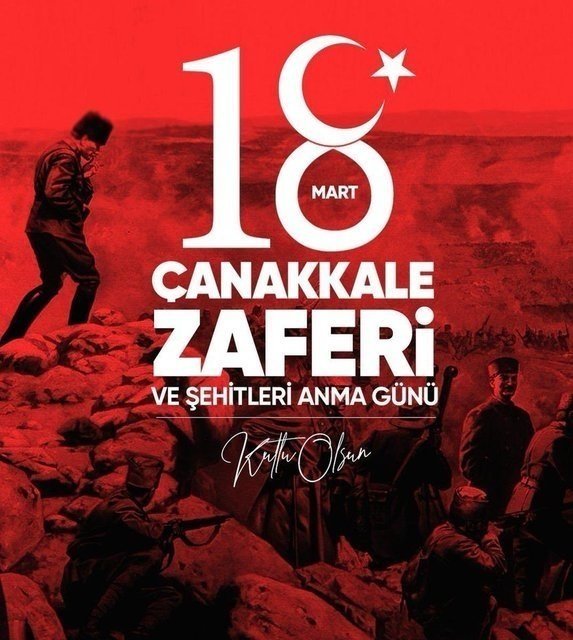 18
MART
ÇANAKKALE
ZAFERİ
VE ŞEHİTLERİ ANMA GÜNÜ
Kutlu Olsun